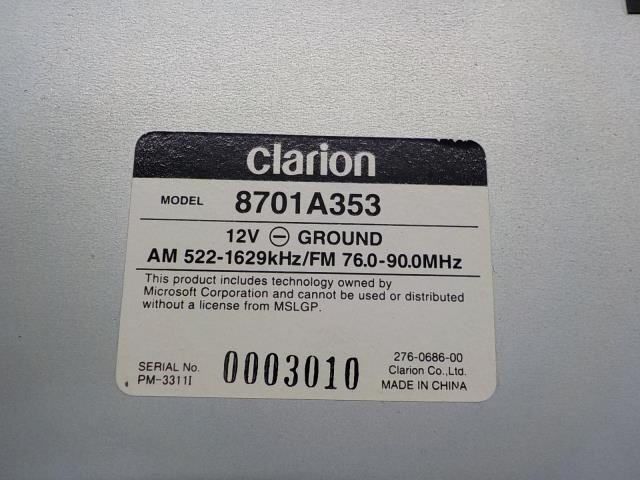 clarion
MODEL 8701A353
12V ⊖ GROUND
AM 522-1629kHz/FM 76.0-90.0MHz
This product includes technology owned by
Microsoft Corporation and cannot be used or distributed
without a license from MSLGP.
SERIAL No. 0003010 276-0686-00
PM-3311I Clarion Co.,Ltd.
MADE IN CHINA